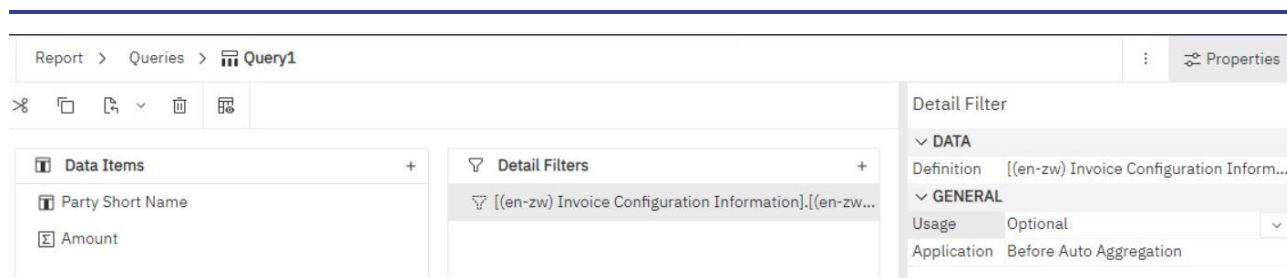 Report > Queries > Query1
Properties
Detail Filter
Data Items +
Party Short Name
Amount
Detail Filters +
[(en-zw) Invoice Configuration Information].[(en-zw...
DATA
Definition [(en-zw) Invoice Configuration Inform...
GENERAL
Usage Optional
Application Before Auto Aggregation